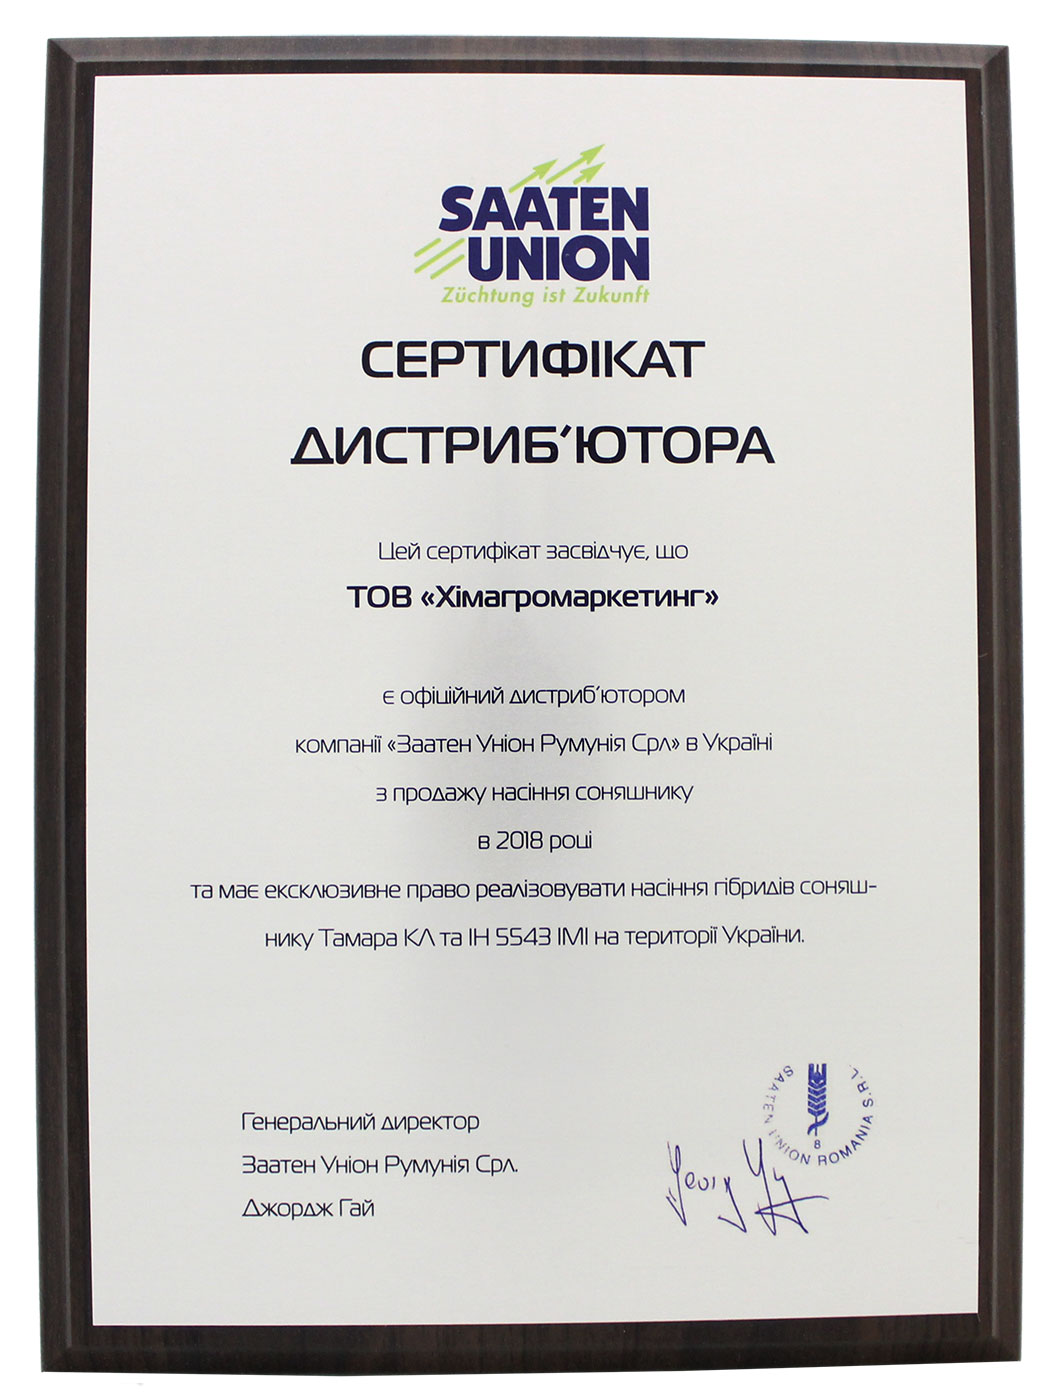 SAATEN
UNION
Züchtung ist Zukunft
СЕРТИФІКАТ
ДИСТРИБ'ЮТОРА
Цей сертифікат засвідчує, що
ТОВ «Хімагромаркетинг»
є офіційний дистриб'ютором
компанії «Заатен Уніон Румунія Срл» в Україні
з продажу насіння соняшнику
в 2018 році
та має ексклюзивне право реалізовувати насіння гібридів соняш-
нику Тамара КЛ та ІН 5543 ІМІ на території України.
Генеральний директор
Заатен Уніон Румунія Срл.
Джордж Гай
SAATEN UNION ROMANIA S.R.L.
8